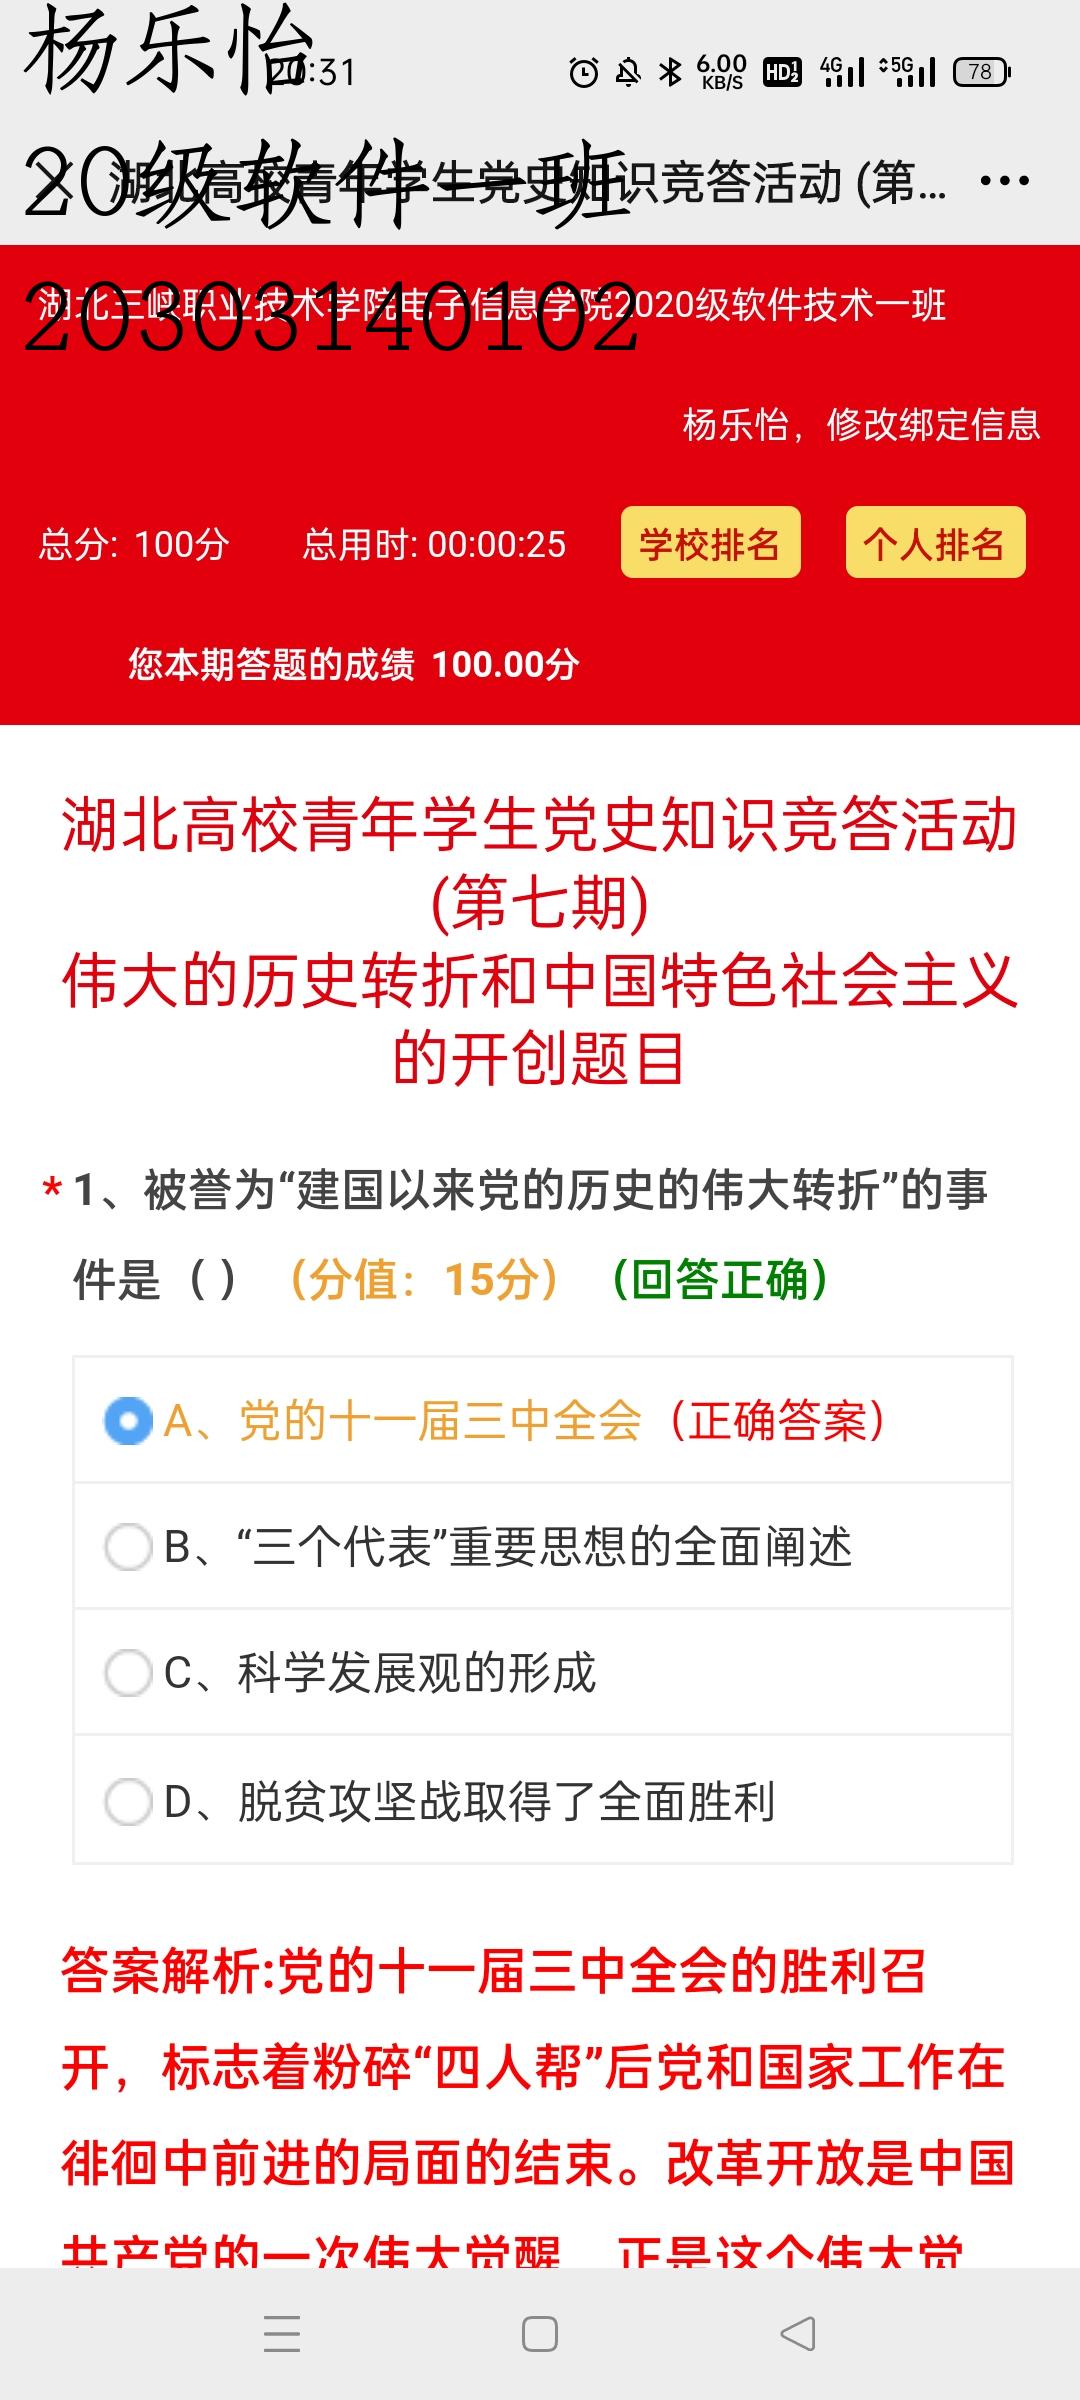 杨乐怡
20:31
6.00
KB/S
HD 1 2
4G
5G
78
20级软件一班
湖北高校青年学生党史知识竞答活动 (第...
20303140102
湖北三峡职业技术学院电子信息学院2020级软件技术一班
杨乐怡，修改绑定信息
总分: 100分 总用时: 00:00:25 学校排名 个人排名
您本期答题的成绩 100.00分
湖北高校青年学生党史知识竞答活动
(第七期)
伟大的历史转折和中国特色社会主义
的开创题目
*1、被誉为“建国以来党的历史的伟大转折”的事
件是（ ）（分值：15分）（回答正确）
A、党的十一届三中全会（正确答案）
B、“三个代表”重要思想的全面阐述
C、科学发展观的形成
D、脱贫攻坚战取得了全面胜利
答案解析:党的十一届三中全会的胜利召
开，标志着粉碎“四人帮”后党和国家工作在
徘徊中前进的局面的结束。改革开放是中国
共产党的一次伟大觉醒，正是这个伟大觉